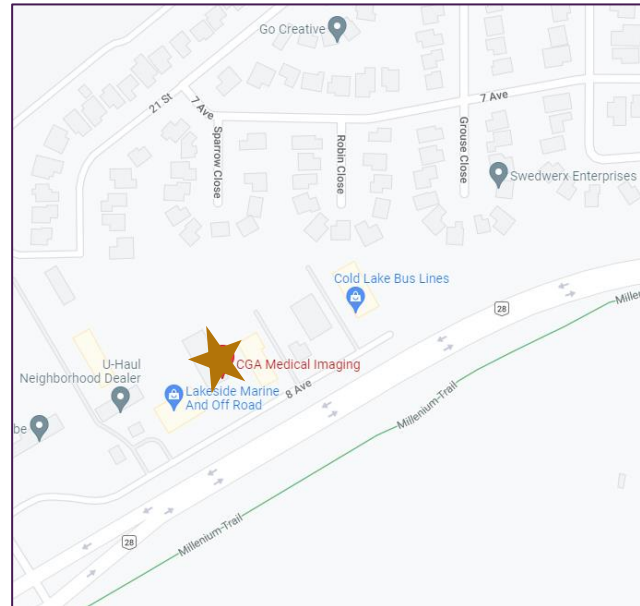 Go Creative
21 St
7 Ave
7 Ave
Sparrow Close
Robin Close
Grouse Close
Swedwerx Enterprises
Cold Lake Bus Lines
28
Millen
U-Haul
Neighborhood Dealer
CGA Medical Imaging
Lakeside Marine
And Off Road
8 Ave
be
Millenium-Trail
28
Millenium-Trail